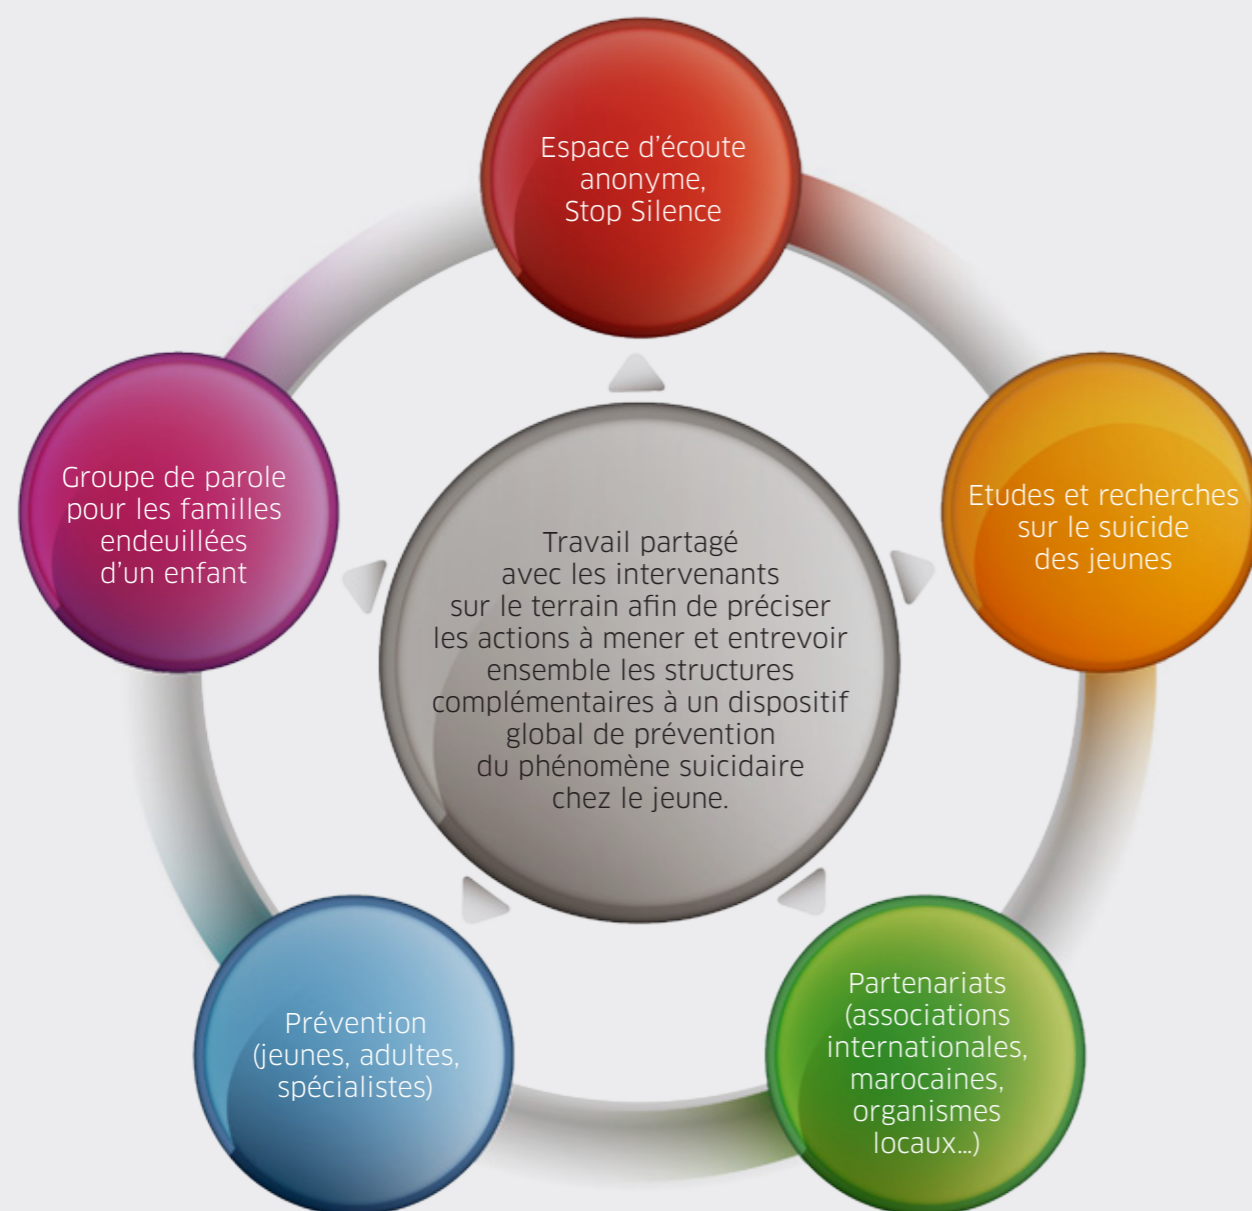 Espace d'écoute
anonyme,
Stop Silence
Groupe de parole
pour les familles
endeuillées
d'un enfant
Etudes et recherches
sur le suicide
des jeunes
Travail partagé
avec les intervenants
sur le terrain afin de préciser
les actions à mener et entrevoir
ensemble les structures
complémentaires à un dispositif
global de prévention
du phénomène suicidaire
chez le jeune.
Prévention
(jeunes, adultes,
spécialistes)
Partenariats
(associations
internationales,
marocaines,
organismes
locaux...)